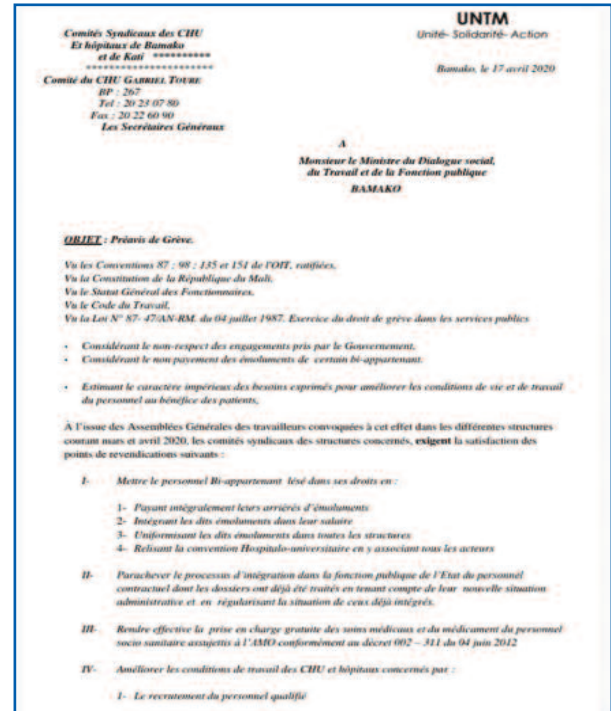 Comités Syndicaux des CHU
Et hôpitaux de Bamako
et de Kati **********
**********************
Comité du CHU GABRIEL TOURE
BP : 267
Tel : 20 23 07 80
Fax : 20 22 60 90
Les Secrétaires Généraux
UNTM
Unité- Solidarité- Action
Bamako, le 17 avril 2020
A
Monsieur le Ministre du Dialogue social,
du Travail et de la Fonction publique
BAMAKO
OBJET : Préavis de Grève.
Vu les Conventions 87 ; 98 ; 135 et 151 de l'OIT, ratifiées,
Vu la Constitution de la République du Mali,
Vu le Statut Général des Fonctionnaires,
Vu le Code du Travail,
Vu la Loi N° 87- 47/AN-RM, du 04 juillet 1987. Exercice du droit de grève dans les services publics
- Considérant le non-respect des engagements pris par le Gouvernement,
- Considérant le non payement des émoluments de certain bi-appartenant.
- Estimant le caractère impérieux des besoins exprimés pour améliorer les conditions de vie et de travail
du personnel au bénéfice des patients,
À l'issue des Assemblées Générales des travailleurs convoquées à cet effet dans les différentes structures
courant mars et avril 2020, les comités syndicaux des structures concernés, exigent la satisfaction des
points de revendications suivants :
I- Mettre le personnel Bi-appartenant lésé dans ses droits en :
1- Payant intégralement leurs arriérés d'émoluments
2- Intégrant les dits émoluments dans leur salaire
3- Uniformisant les dits émoluments dans toutes les structures
4- Relisant la convention Hospitalo-universitaire en y associant tous les acteurs
II- Parachever le processus d'intégration dans la fonction publique de l'Etat du personnel
contractuel dont les dossiers ont déjà été traités en tenant compte de leur nouvelle situation
administrative et en régularisant la situation de ceux déjà intégrés.
III- Rendre effective la prise en charge gratuite des soins médicaux et du médicament du personnel
socio sanitaire assujettis à l'AMO conformément au décret 002 – 311 du 04 juin 2012
IV- Améliorer les conditions de travail des CHU et hôpitaux concernés par :
1- Le recrutement du personnel qualifié